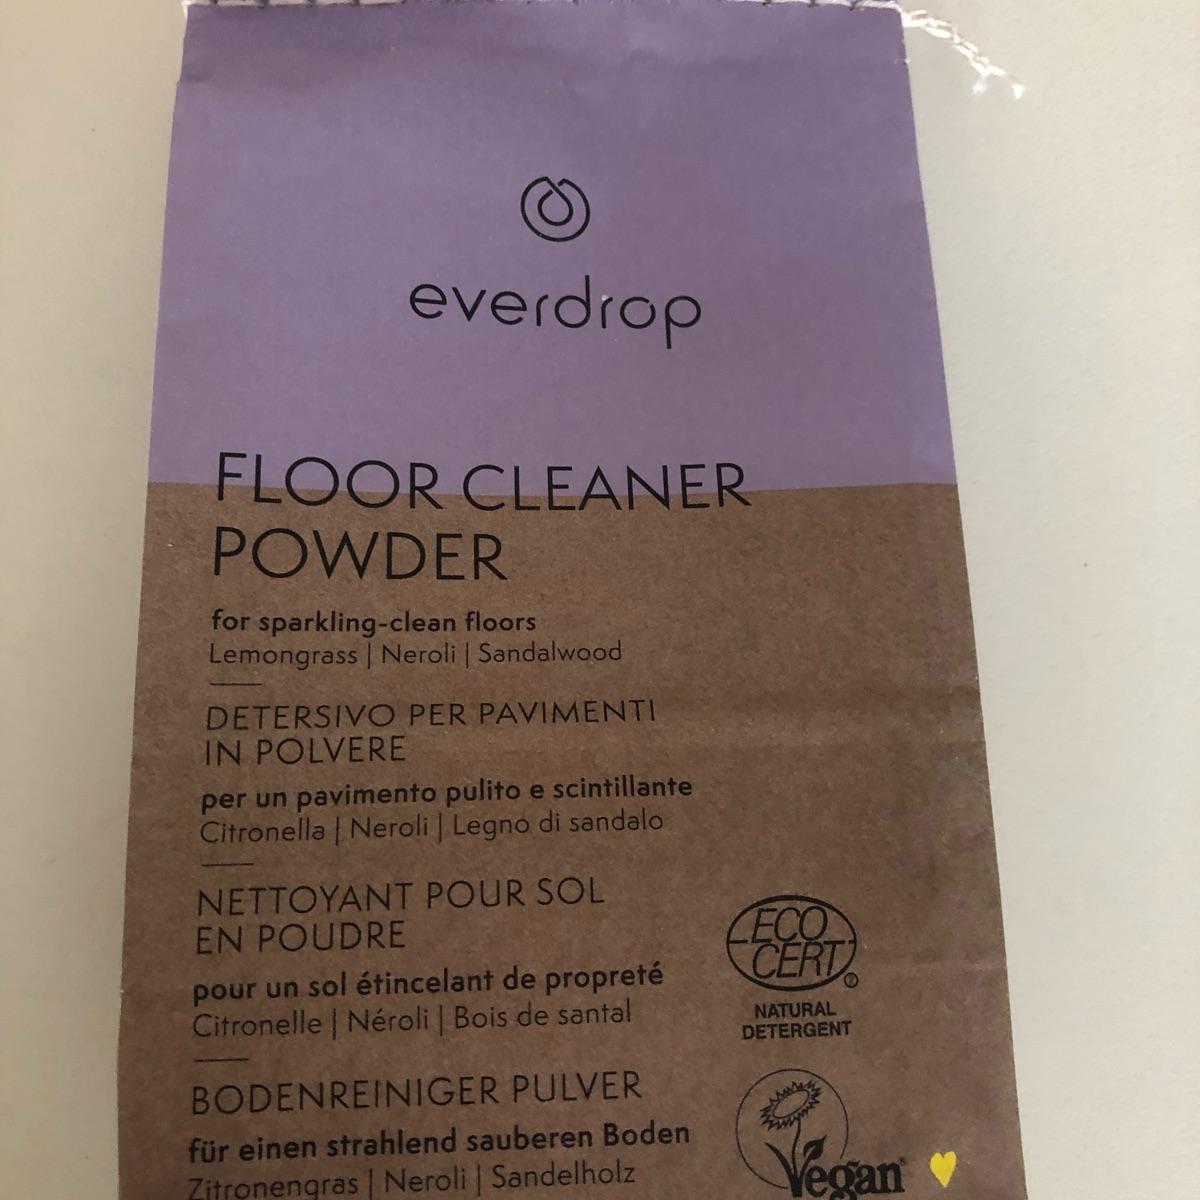 everdrop
FLOOR CLEANER
POWDER
for sparkling-clean floors
Lemongrass | Neroli | Sandalwood
DETERSIVO PER PAVIMENTI
IN POLVERE
per un pavimento pulito e scintillante
Citronella | Neroli | Legno di sandalo
NETTOYANT POUR SOL
EN POUDRE
pour un sol étincelant de propreté
Citronelle | Néroli | Bois de santal
ECO
CERT®
NATURAL
DETERGENT
BODENREINIGER PULVER
für einen strahlend sauberen Boden
Zitronengras | Neroli | Sandelholz
Vegan